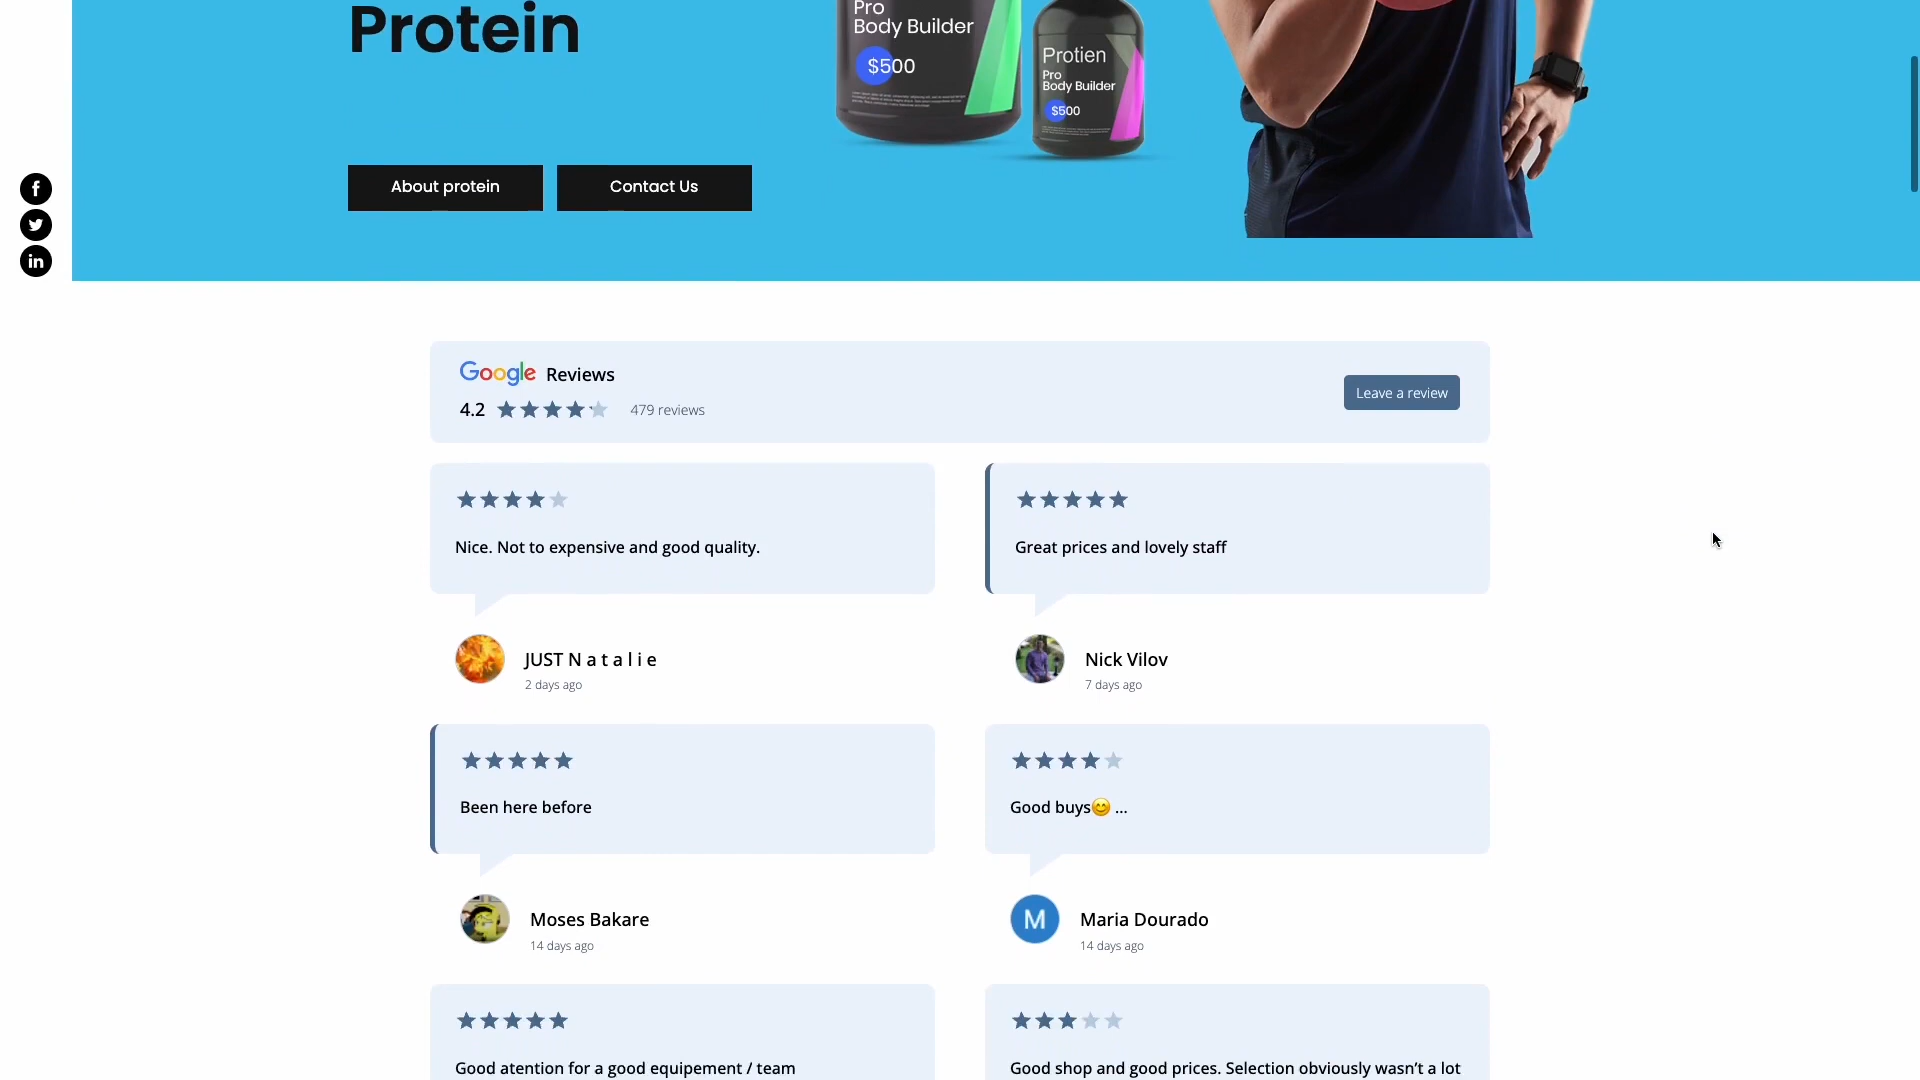 Protein
Pro
Body Builder
$500
Protien
Pro
Body Builder
$500
About protein
Contact Us
Google Reviews
4.2
479 reviews
Leave a review
Nice. Not to expensive and good quality.
JUST N a t a l i e
2 days ago
Great prices and lovely staff
Nick Vilov
7 days ago
Been here before
Moses Bakare
14 days ago
Good buys😊 ...
M
Maria Dourado
14 days ago
Good atention for a good equipement / team
Good shop and good prices. Selection obviously wasn't a lot